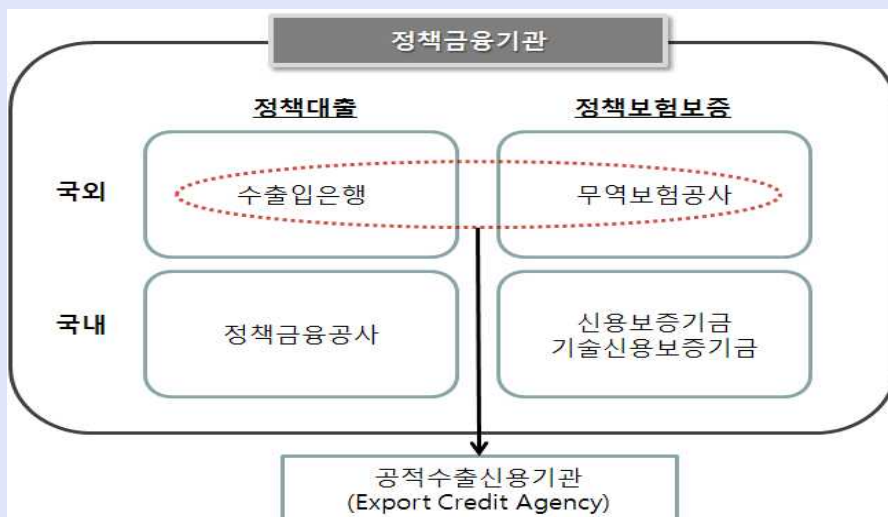 정책금융기관
정책대출
정책보험보증
국외
수출입은행
무역보험공사
국내
정책금융공사
신용보증기금
기술신용보증기금
공적수출신용기관
(Export Credit Agency)